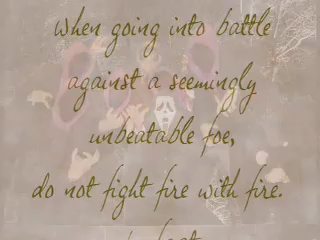 When going into battle
against a seemingly
unbeatable foe,
do not fight fire with fire.